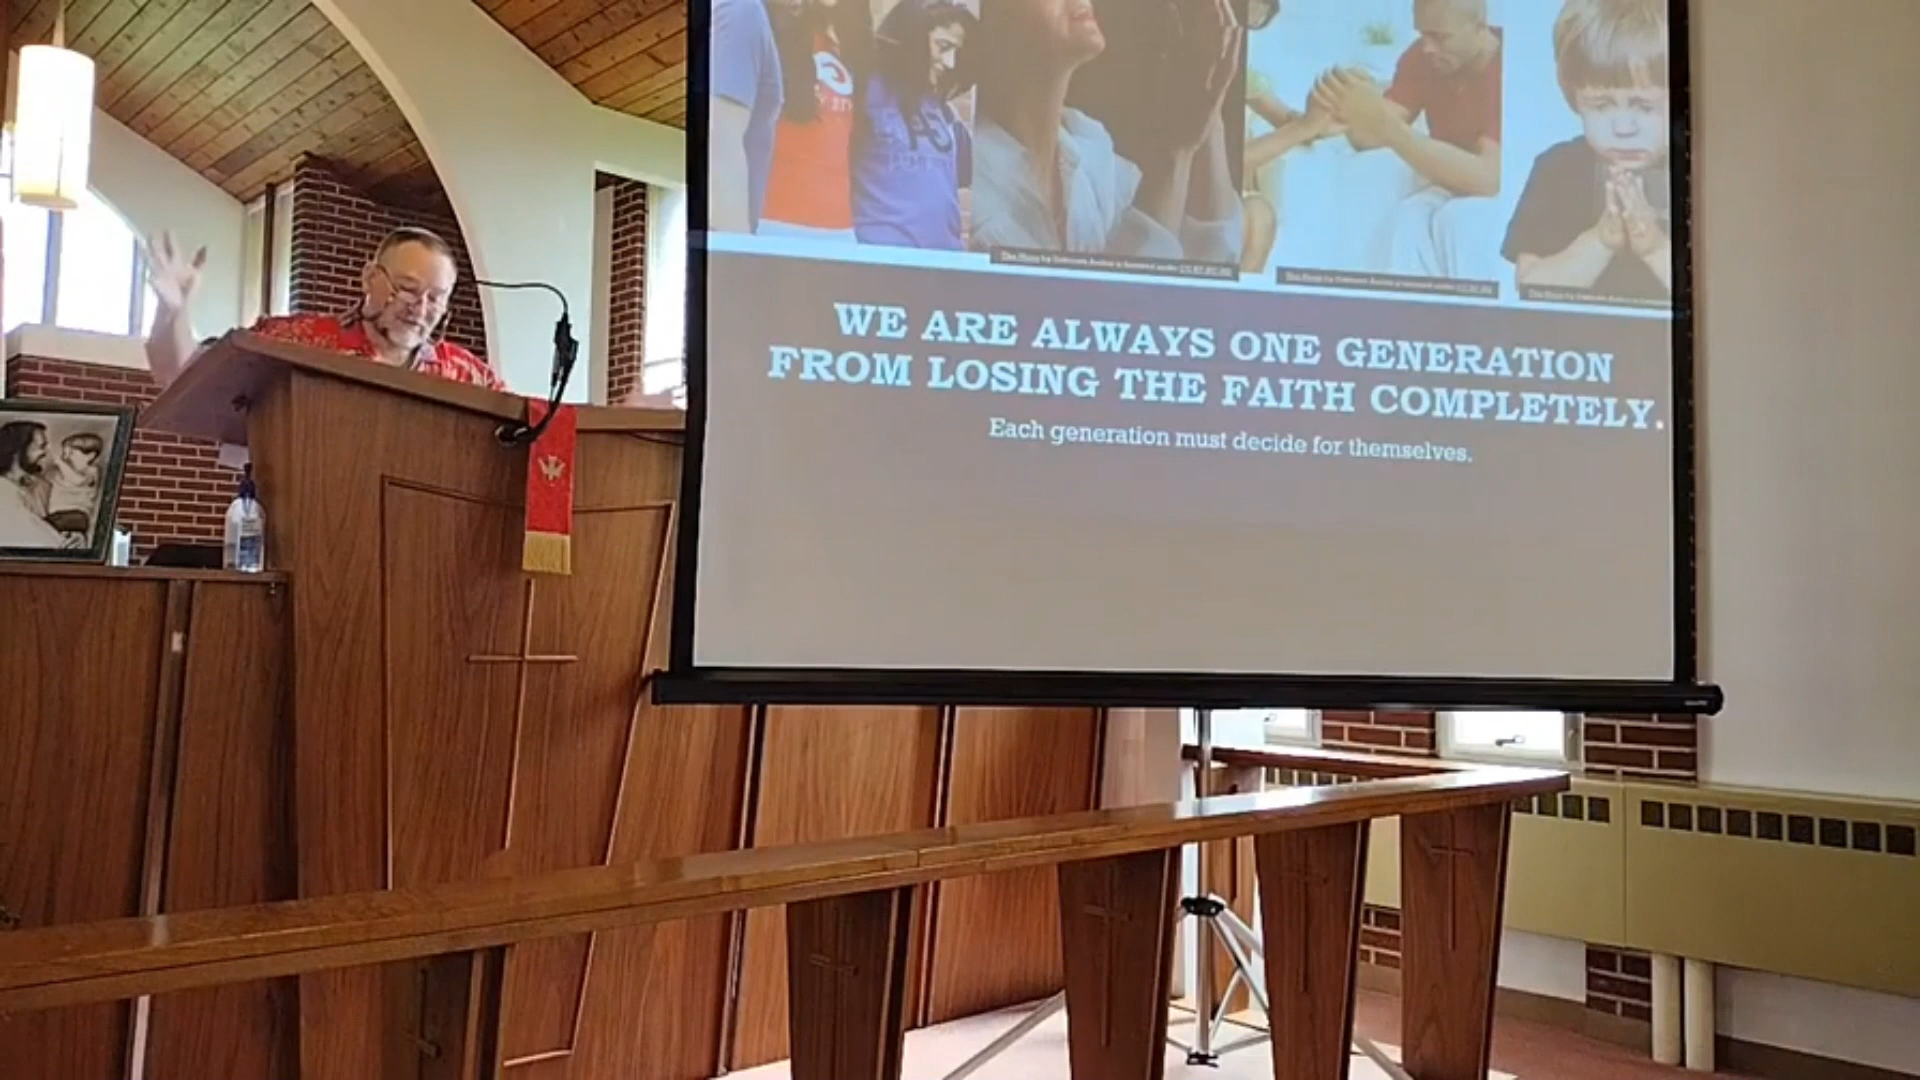 WE ARE ALWAYS ONE GENERATION
FROM LOSING THE FAITH COMPLETELY.
Each generation must decide for themselves.